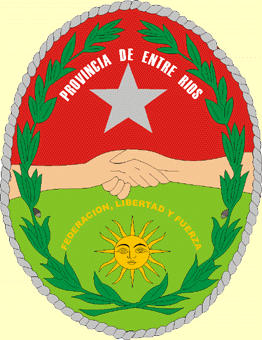 PROVINCIA DE ENTRE RIOS
FEDERACION, LIBERTAD Y FUERZA